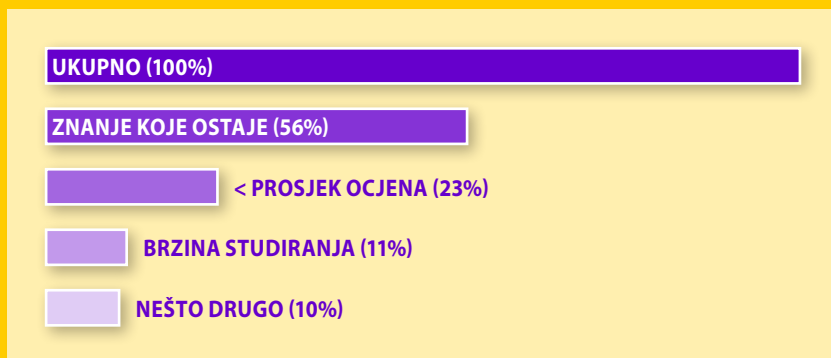 UKUPNO (100%)
ZNANJE KOJE OSTAJE (56%)
< PROSJEK OCJENA (23%)
BRZINA STUDIRANJA (11%)
NEŠTO DRUGO (10%)